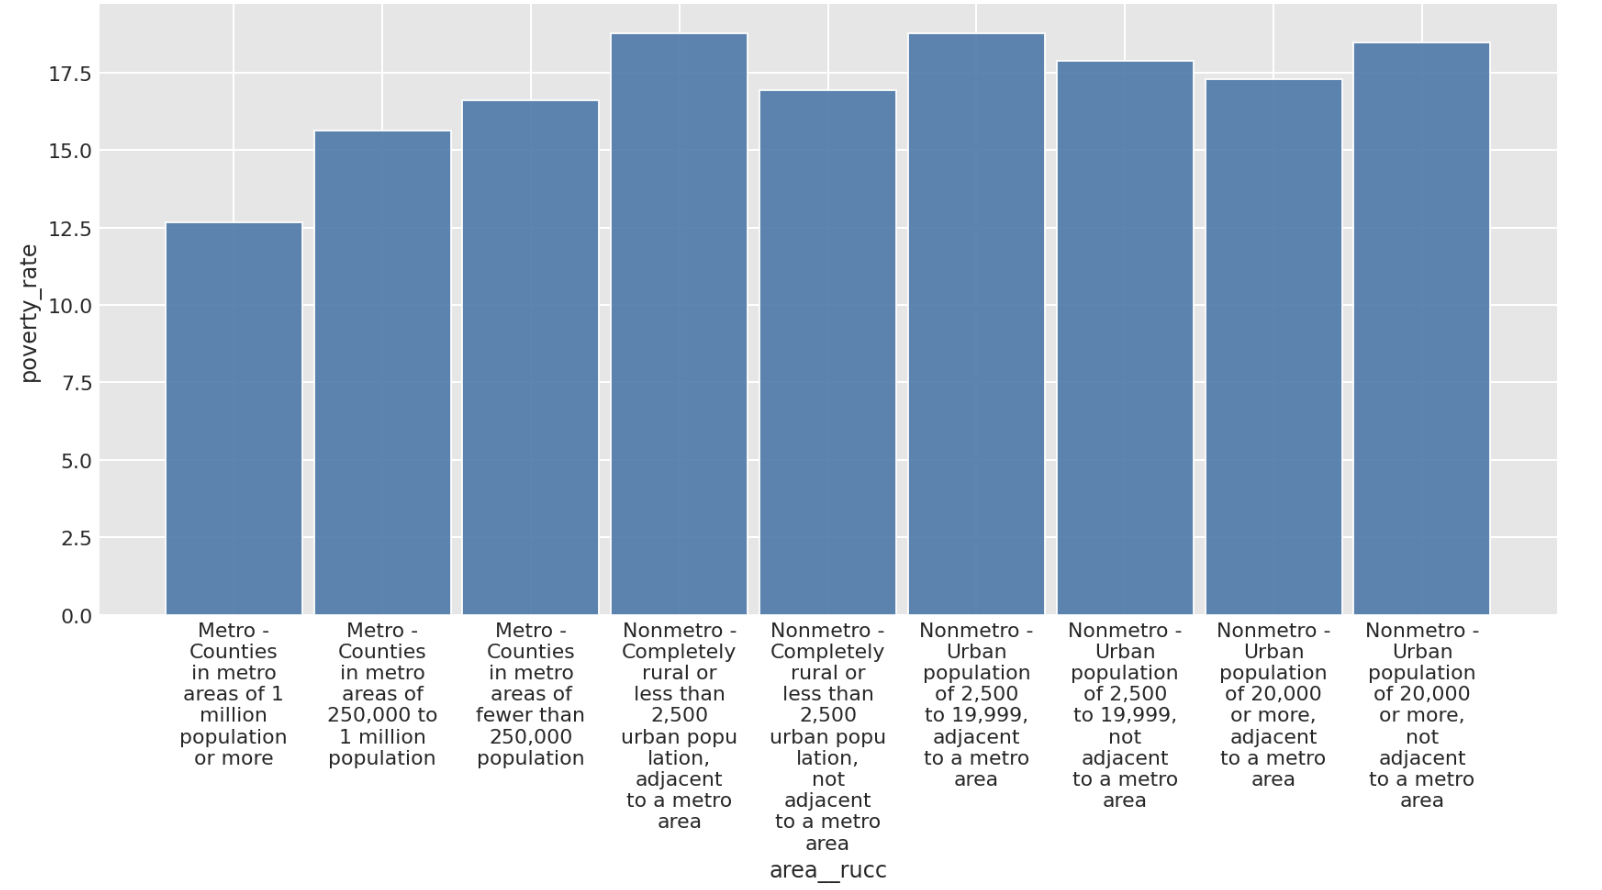 poverty_rate
17.5
15.0
12.5
10.0
7.5
5.0
2.5
0.0
Metro -
Counties
in metro
areas of 1
million
population
or more
Metro -
Counties
in metro
areas of
250,000 to
1 million
population
Metro -
Counties
in metro
areas of
fewer than
250,000
population
Nonmetro -
Completely
rural or
less than
2,500
urban popu
lation,
adjacent
to a metro
area
Nonmetro -
Completely
rural or
less than
2,500
urban popu
lation,
not
adjacent
to a metro
area
Nonmetro -
Urban
population
of 2,500
to 19,999,
adjacent
to a metro
area
Nonmetro -
Urban
population
of 2,500
to 19,999,
not
adjacent
to a metro
area
Nonmetro -
Urban
population
of 20,000
or more,
adjacent
to a metro
area
Nonmetro -
Urban
population
of 20,000
or more,
not
adjacent
to a metro
area
area__rucc